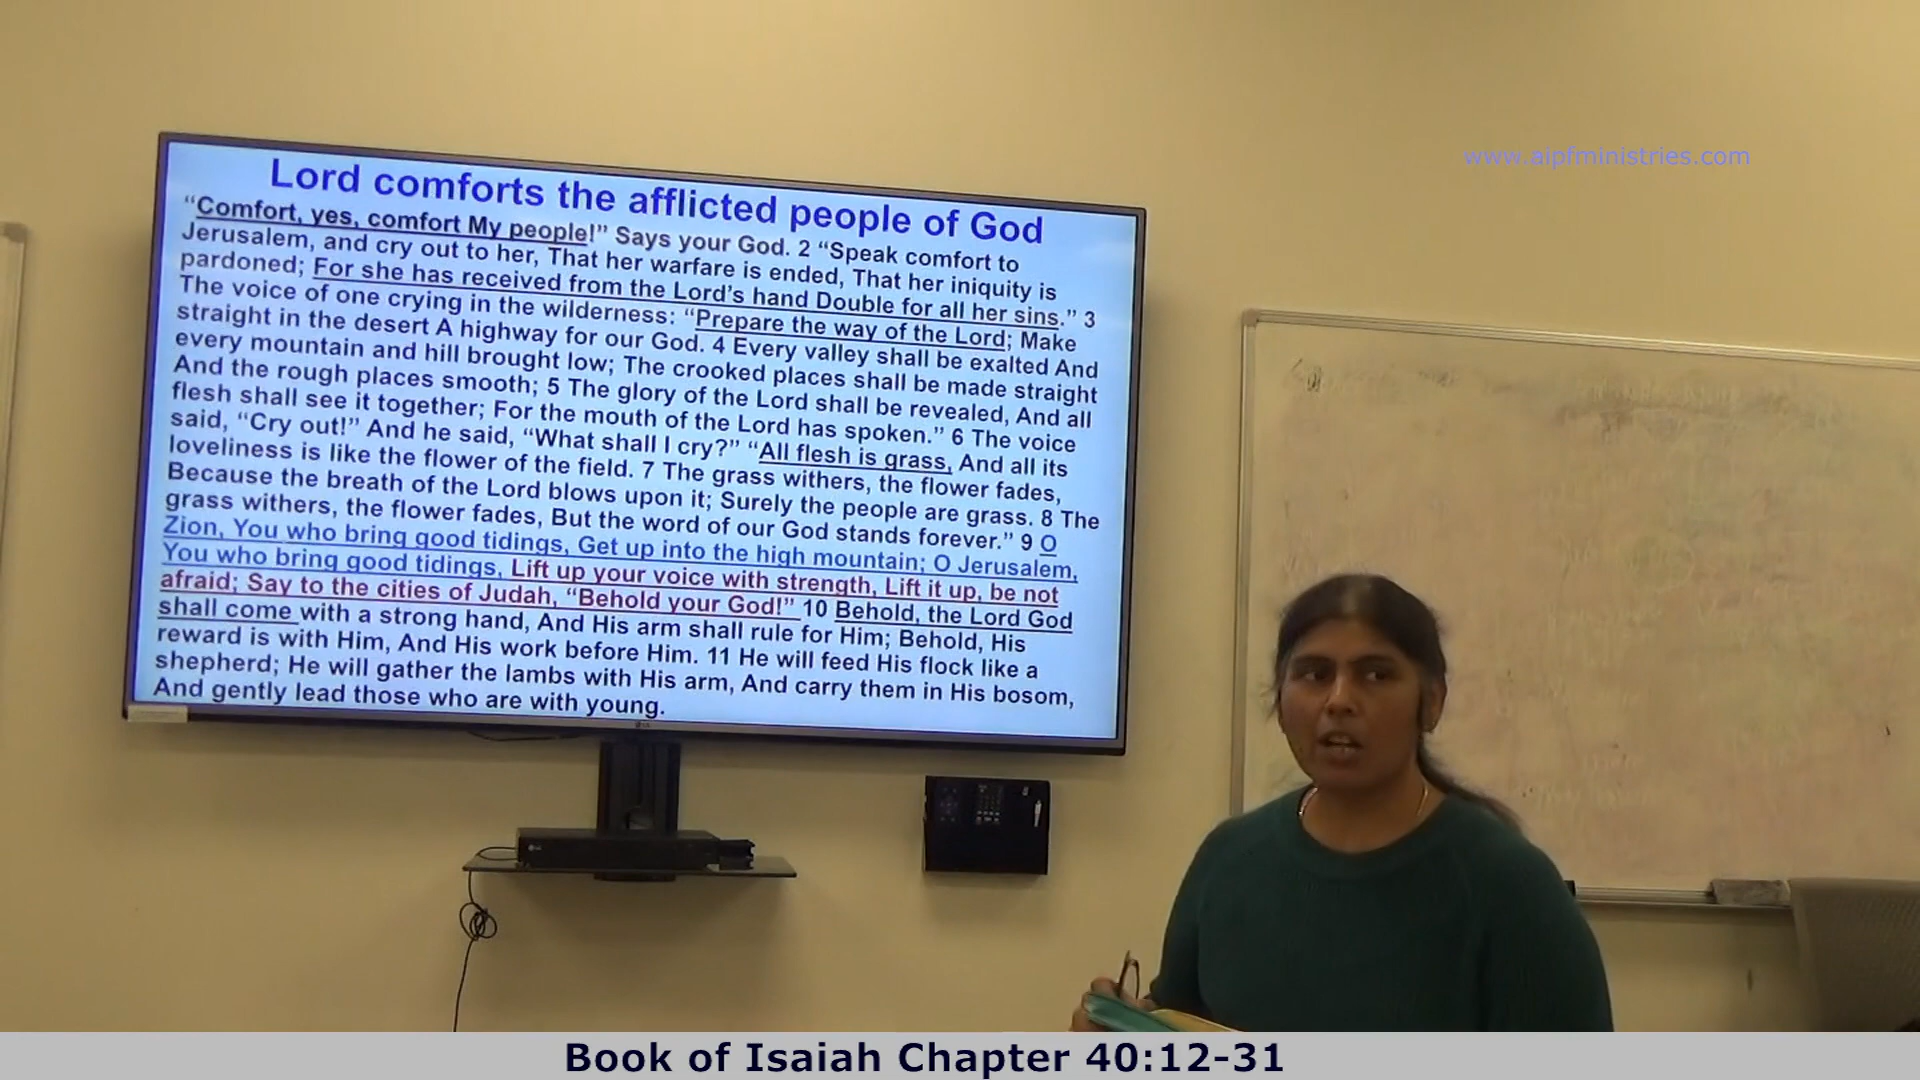 www.aipfministries.com
Lord comforts the afflicted people of God
“Comfort, yes, comfort My people!” Says your God. 2 “Speak comfort to
Jerusalem, and cry out to her, That her warfare is ended, That her iniquity is
pardoned; For she has received from the Lord’s hand Double for all her sins.” 3
The voice of one crying in the wilderness: “Prepare the way of the Lord; Make
straight in the desert A highway for our God. 4 Every valley shall be exalted And
every mountain and hill brought low; The crooked places shall be made straight
And the rough places smooth; 5 The glory of the Lord shall be revealed, And all
flesh shall see it together; For the mouth of the Lord has spoken.” 6 The voice
said, “Cry out!” And he said, “What shall I cry?” “All flesh is grass, And all its
loveliness is like the flower of the field. 7 The grass withers, the flower fades,
Because the breath of the Lord blows upon it; Surely the people are grass. 8 The
grass withers, the flower fades, But the word of our God stands forever.” 9 O
Zion, You who bring good tidings, Get up into the high mountain; O Jerusalem,
You who bring good tidings, Lift up your voice with strength, Lift it up, be not
afraid; Say to the cities of Judah, “Behold your God!” 10 Behold, the Lord God
shall come with a strong hand, And His arm shall rule for Him; Behold, His
reward is with Him, And His work before Him. 11 He will feed His flock like a
shepherd; He will gather the lambs with His arm, And carry them in His bosom,
And gently lead those who are with young.
Book of Isaiah Chapter 40:12-31